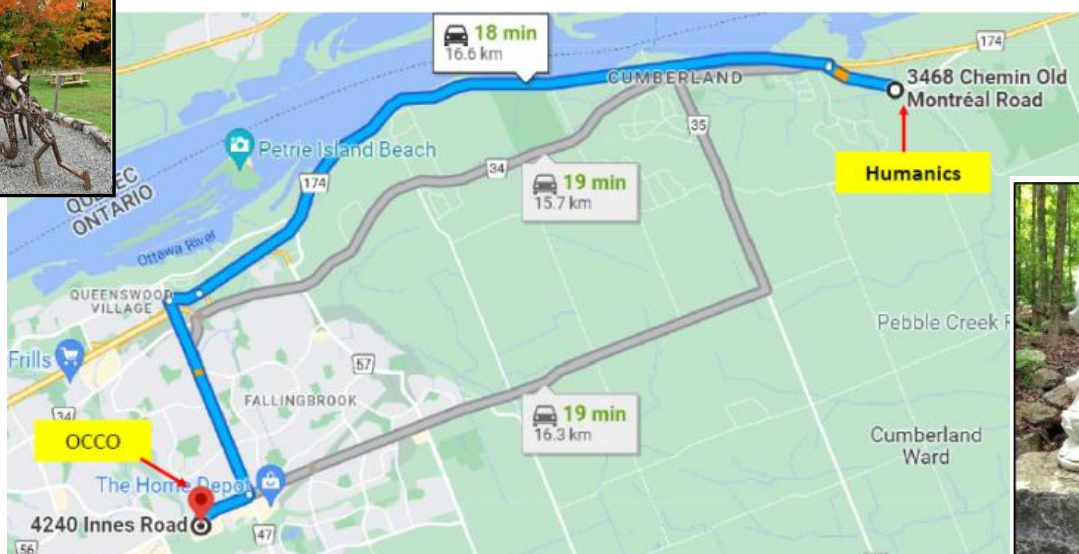 18 min
16.6 km
174
CUMBERLAND
3468 Chemin Old
Montréal Road
35
Humanics
Petrie Island Beach
34
19 min
15.7 km
174
ONTARIO
Ottawa River
QUEENSWOOD
VILLAGE
Pebble Creek
Frills
57
FALLINGBROOK
34
19 min
16.3 km
OCCO
Cumberland
Ward
The Home Depot
4240 Innes Road
47
56